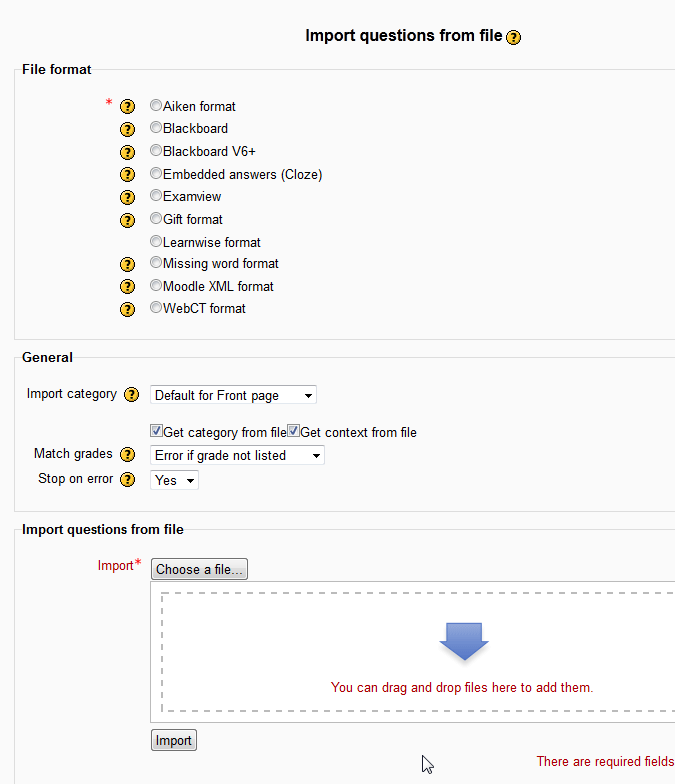 Import questions from file
File format
* Aiken format
Blackboard
Blackboard V6+
Embedded answers (Cloze)
Examview
Gift format
Learnwise format
Missing word format
Moodle XML format
WebCT format
General
Import category Default for Front page
Get category from file Get context from file
Match grades Error if grade not listed
Stop on error Yes
Import questions from file
Import* Choose a file...
You can drag and drop files here to add them.
Import
There are required fields